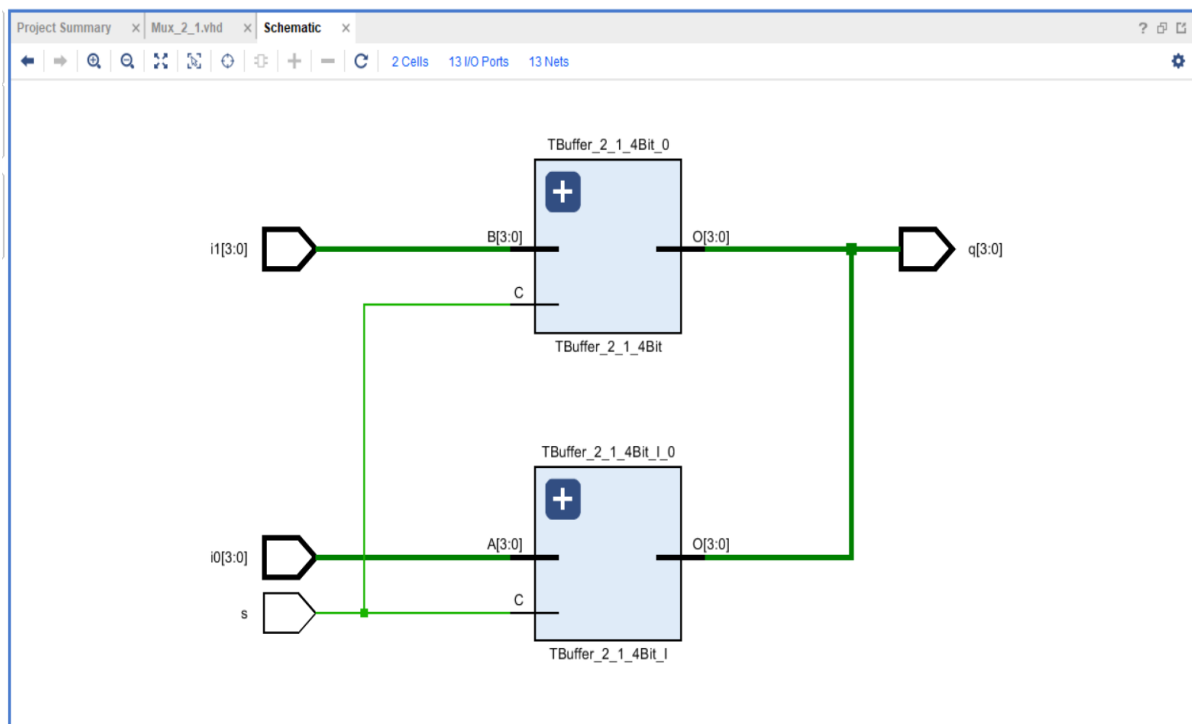 Project Summary × Mux_2_1.vhd × Schematic ×
2 Cells 13 I/O Ports 13 Nets
TBuffer_2_1_4Bit_0
i1[3:0] B[3:0] O[3:0] q[3:0]
C
TBuffer_2_1_4Bit
TBuffer_2_1_4Bit_I_0
i0[3:0] A[3:0] O[3:0]
s C
TBuffer_2_1_4Bit_I